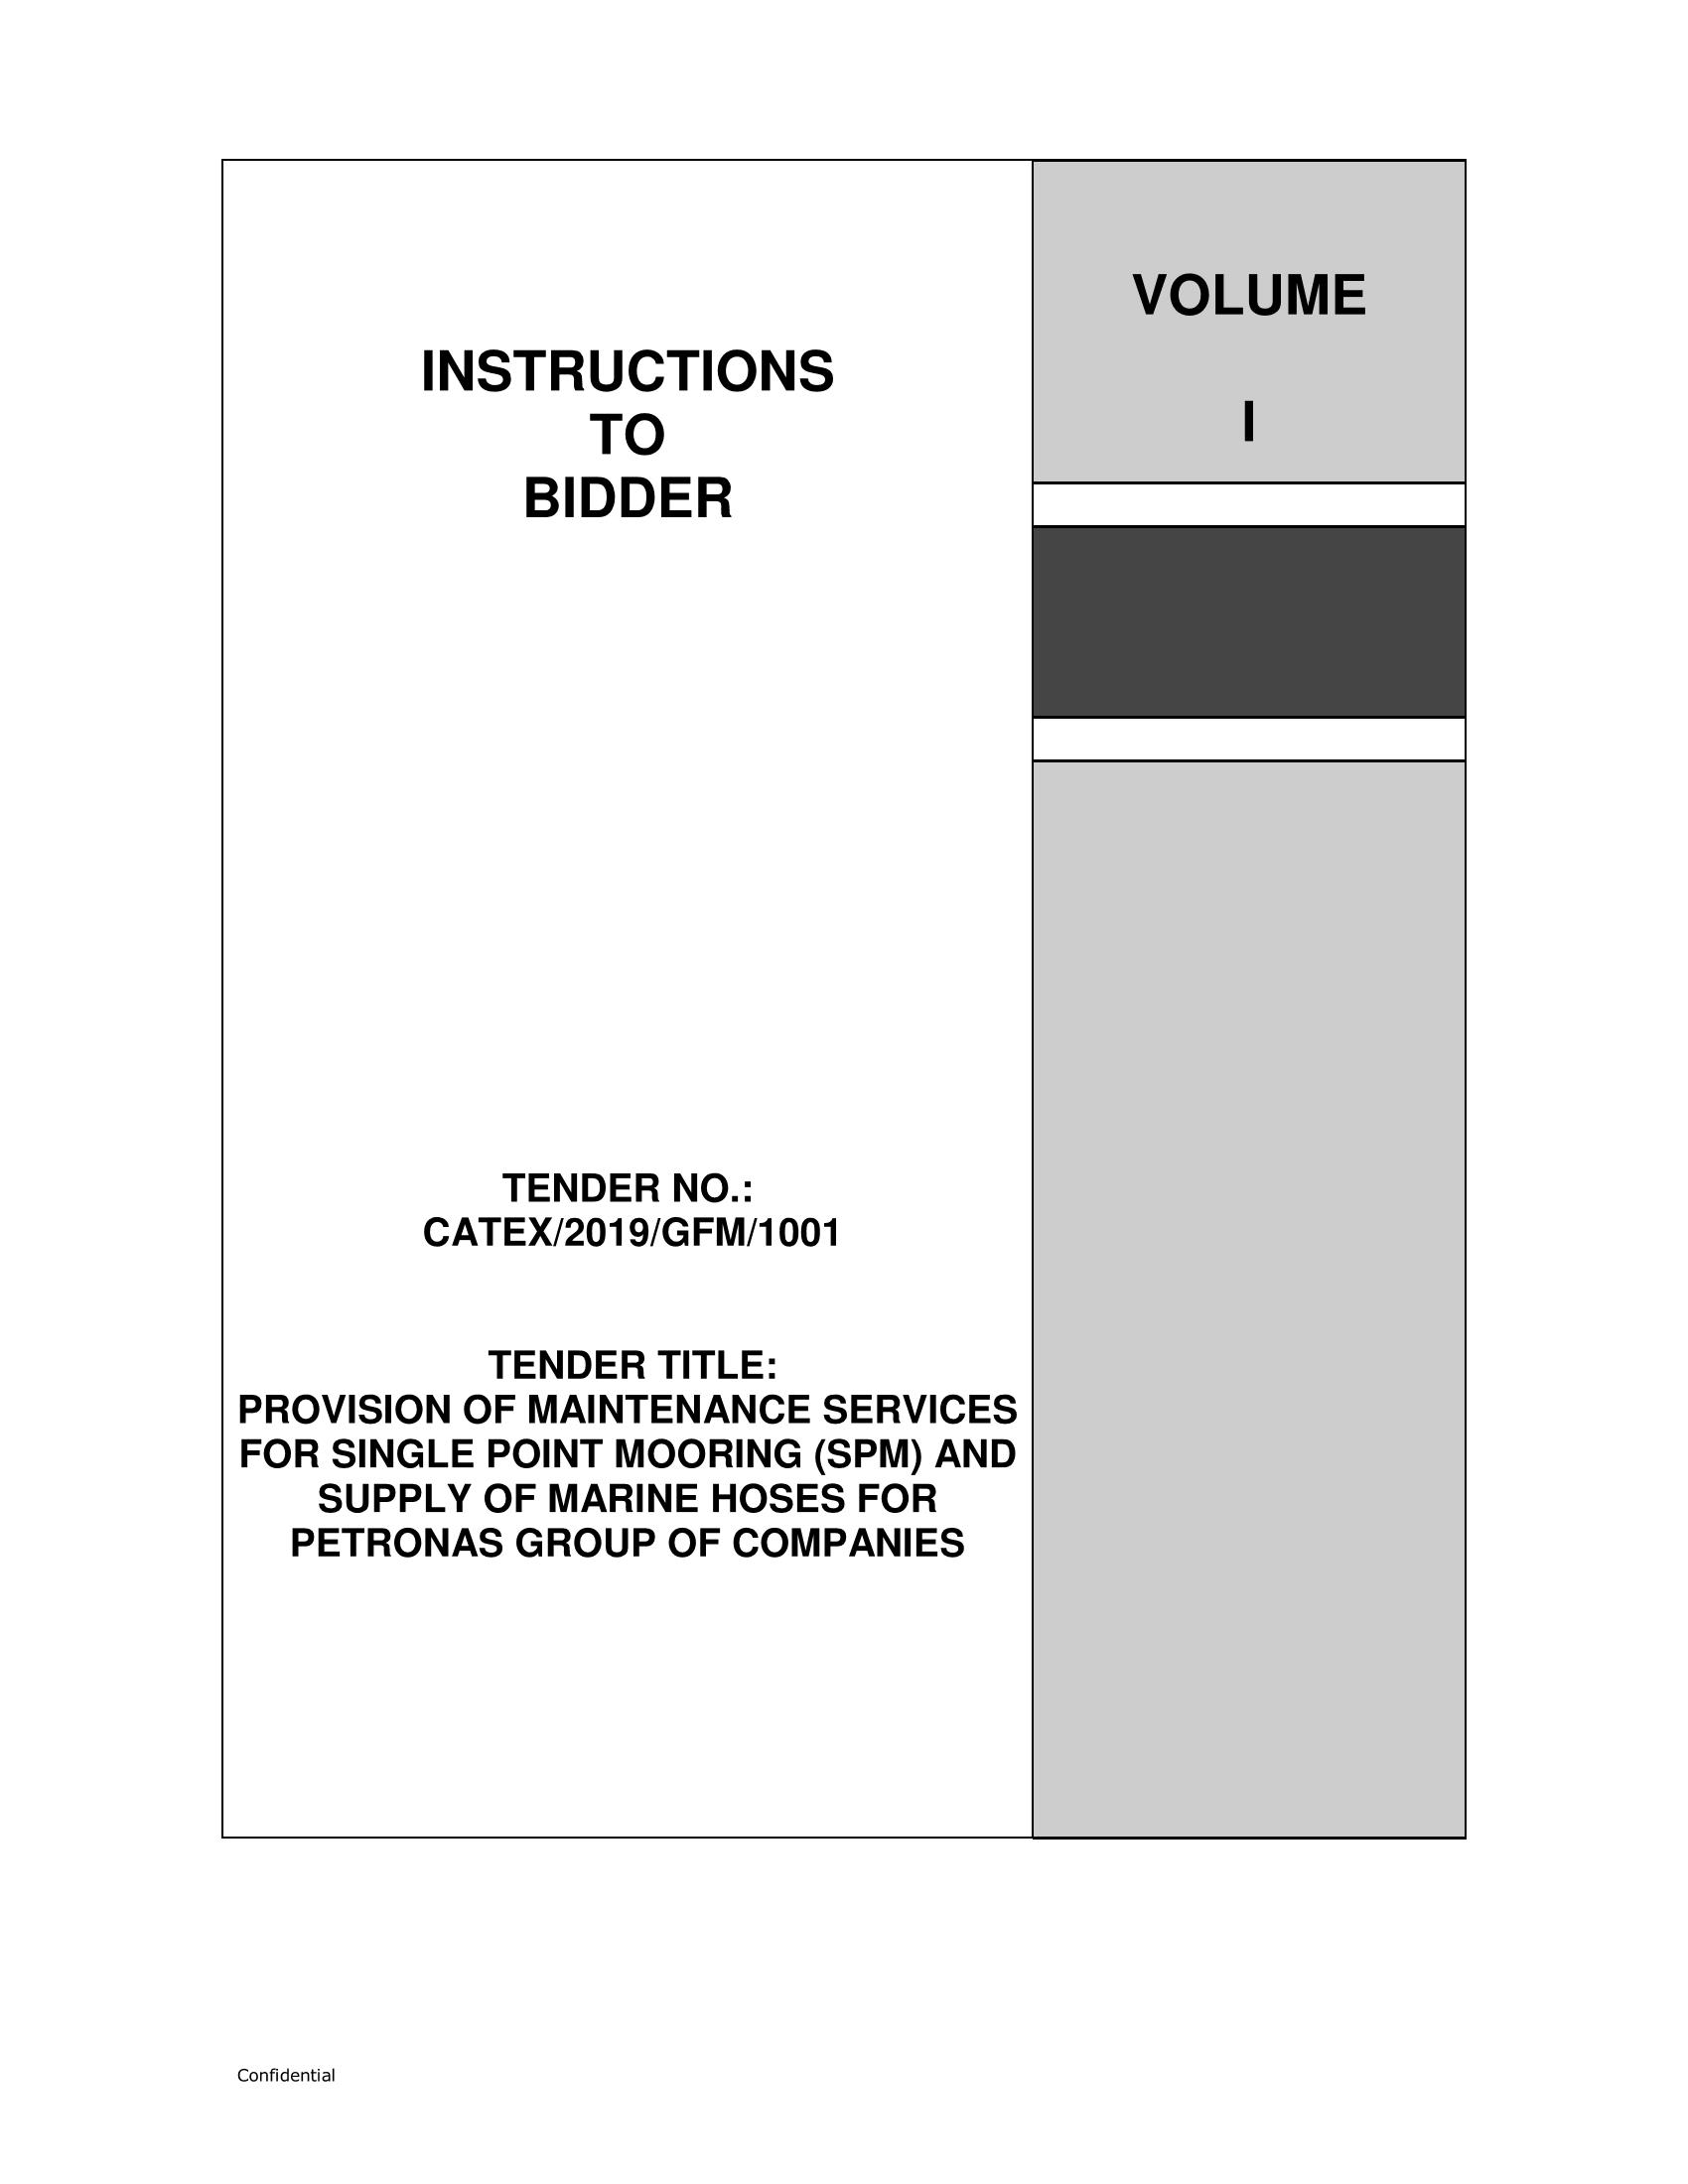 INSTRUCTIONS
TO
BIDDER
VOLUME
I
TENDER NO.:
CATEX/2019/GFM/1001
TENDER TITLE:
PROVISION OF MAINTENANCE SERVICES
FOR SINGLE POINT MOORING (SPM) AND
SUPPLY OF MARINE HOSES FOR
PETRONAS GROUP OF COMPANIES
Confidential